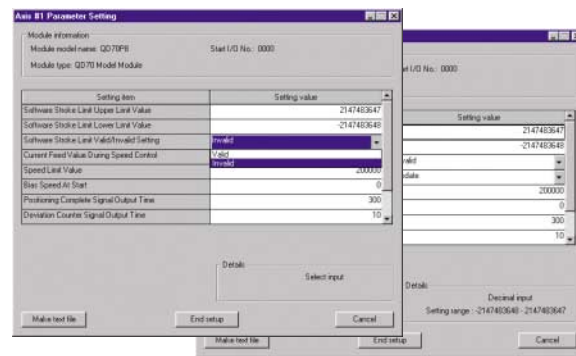 Axis #1 Parameter Setting
Module information
Module model name: QD70P8 Start I/O No.: 0000
Module type: QD70 Model Module
Setting item Setting value
Software Stroke Limit Upper Limit Value 2147483647
Software Stroke Limit Lower Limit Value -2147483648
Software Stroke Limit Valid/Invalid Setting Invalid
Valid
Invalid
Current Feed Value During Speed Control
Speed Limit Value 200000
Bias Speed At Start 0
Positioning Complete Signal Output Time 300
Deviation Counter Signal Output Time 10
Details
Select input
Make text file End setup Cancel
art I/O No.: 0000
Setting value
2147483647
-2147483648
valid
date
200000
0
300
10
Details
Decimal input
Setting range : -2147483648 - 2147483647
Make text file End setup Cancel